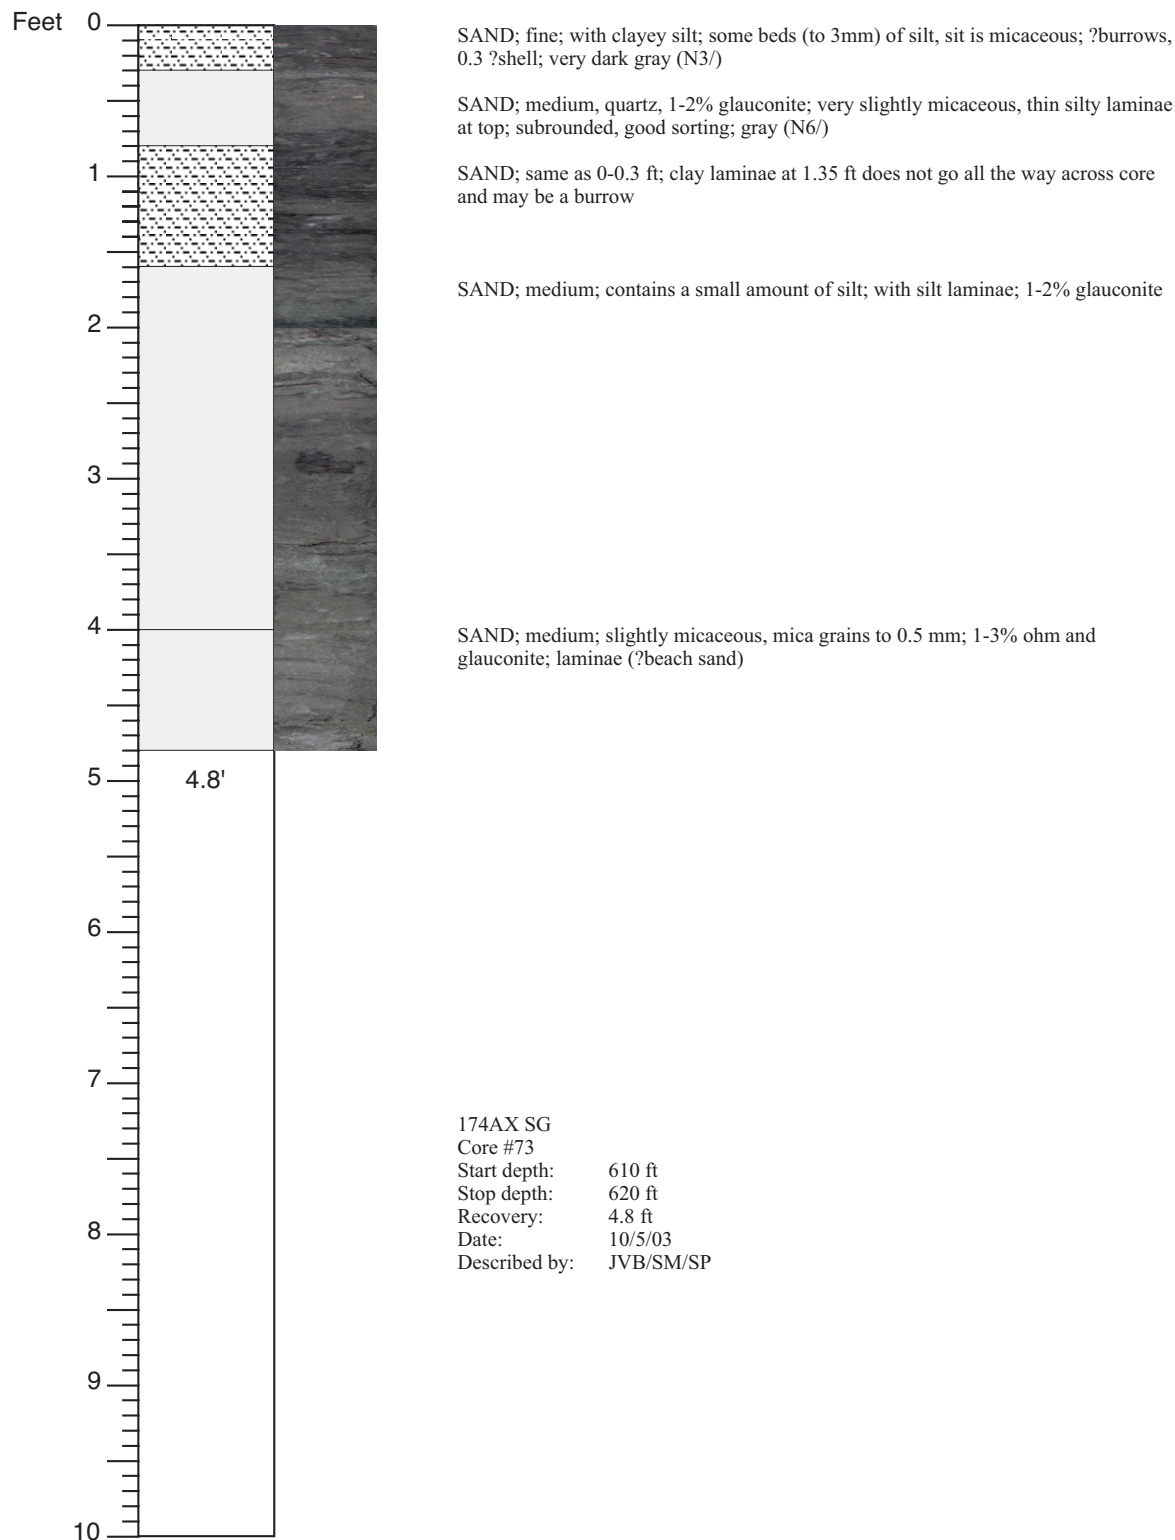 Feet 0
SAND; fine; with clayey silt; some beds (to 3mm) of silt, sit is micaceous; ?burrows,
0.3 ?shell; very dark gray (N3/)
SAND; medium, quartz, 1-2% glauconite; very slightly micaceous, thin silty laminae
at top; subrounded, good sorting; gray (N6/)
1
SAND; same as 0-0.3 ft; clay laminae at 1.35 ft does not go all the way across core
and may be a burrow
SAND; medium; contains a small amount of silt; with silt laminae; 1-2% glauconite
2
3
4
SAND; medium; slightly micaceous, mica grains to 0.5 mm; 1-3% ohm and
glauconite; laminae (?beach sand)
5
4.8'
6
7
174AX SG
Core #73
Start depth: 610 ft
Stop depth: 620 ft
Recovery: 4.8 ft
8
Date: 10/5/03
Described by: JVB/SM/SP
9
10